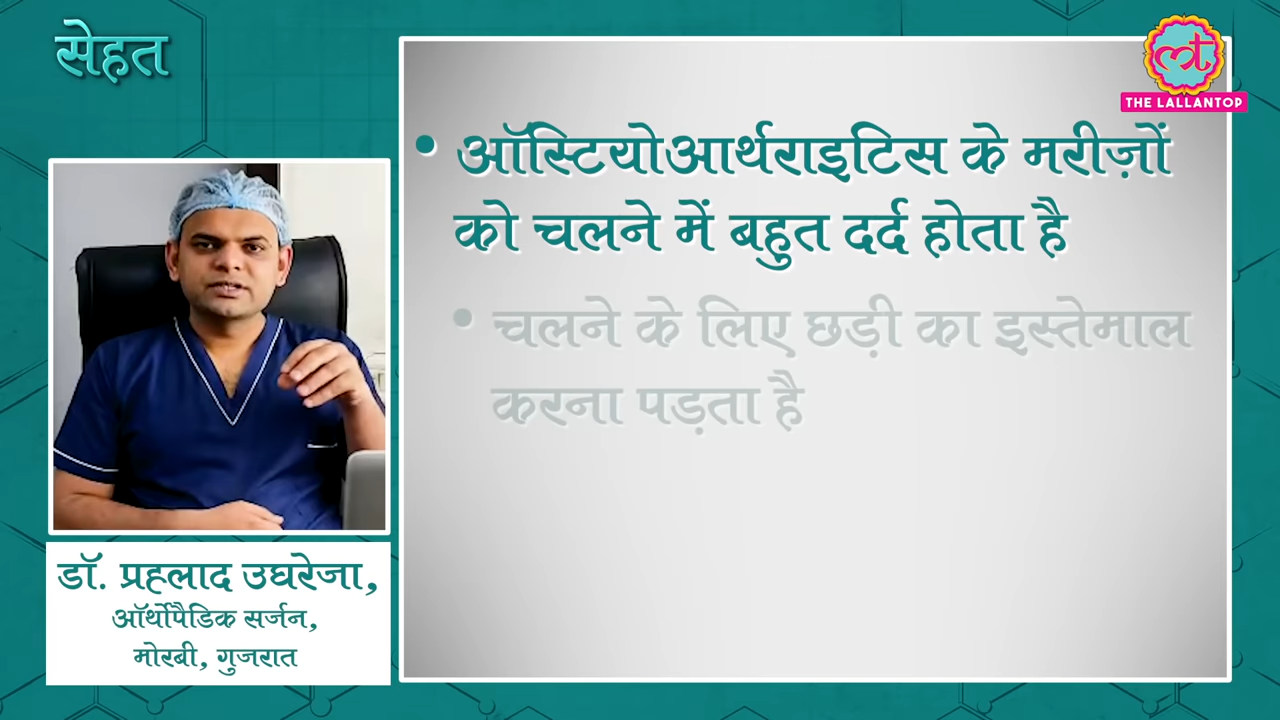 सेहत
THE LALLANTOP
• ऑस्टियोआर्थराइटिस के मरीज़ों
को चलने में बहुत दर्द होता है
• चलने के लिए छड़ी का इस्तेमाल
करना पड़ता है
डॉ. प्रहलाद उघरेजा,
ऑर्थोपैडिक सर्जन,
मोरबी, गुजरात